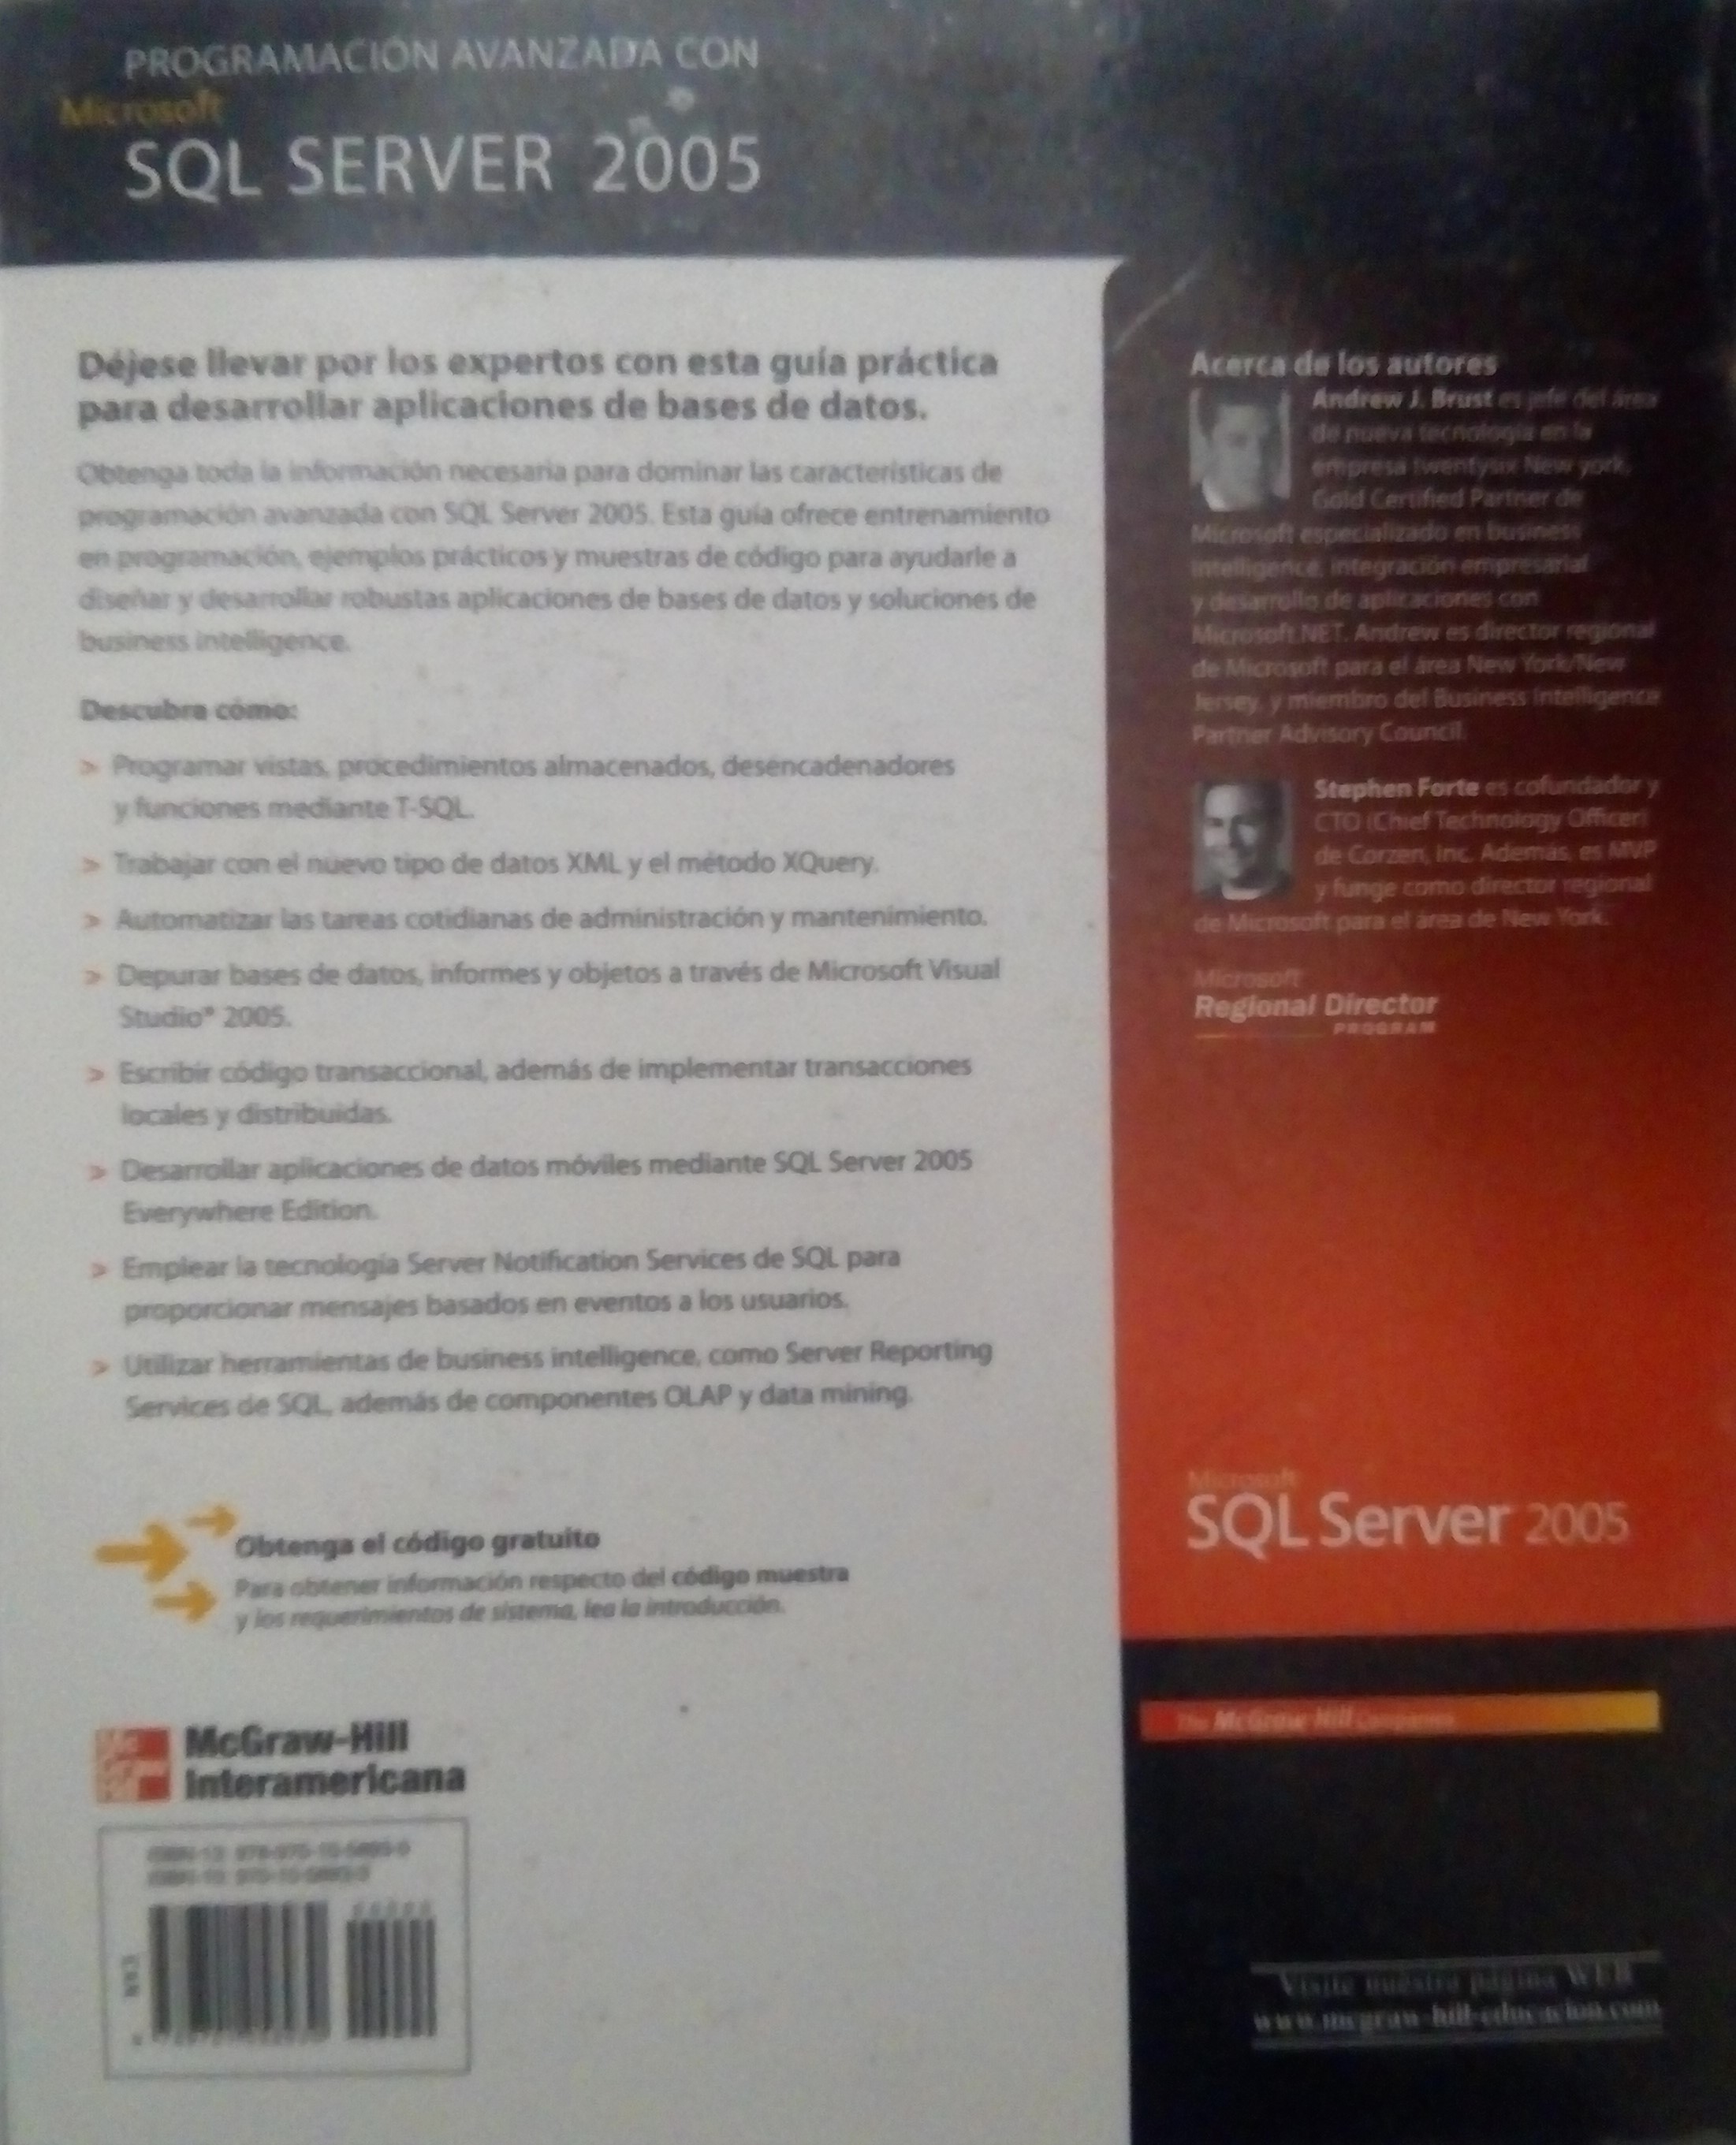 PROGRAMACIÓN AVANZADA CON
Microsoft
SQL SERVER 2005
Déjese llevar por los expertos con esta guía práctica
para desarrollar aplicaciones de bases de datos.
Obtenga toda la información necesaria para dominar las características de
programación avanzada con SQL Server 2005. Esta guía ofrece entrenamiento
en programación, ejemplos prácticos y muestras de código para ayudarle a
diseñar y desarrollar robustas aplicaciones de bases de datos y soluciones de
business intelligence.
Descubra cómo:
> Programar vistas, procedimientos almacenados, desencadenadores
y funciones mediante T-SQL.
> Trabajar con el nuevo tipo de datos XML y el método XQuery.
> Automatizar las tareas cotidianas de administración y mantenimiento.
> Depurar bases de datos, informes y objetos a través de Microsoft Visual
Studio® 2005.
> Escribir código transaccional, además de implementar transacciones
locales y distribuidas.
> Desarrollar aplicaciones de datos móviles mediante SQL Server 2005
Everywhere Edition.
> Emplear la tecnología Server Notification Services de SQL para
proporcionar mensajes basados en eventos a los usuarios.
> Utilizar herramientas de business intelligence, como Server Reporting
Services de SQL, además de componentes OLAP y data mining.
Obtenga el código gratuito
Para obtener información respecto del código muestra
y los requerimientos de sistema, lea la introducción.
McGraw-Hill
Interamericana
Acerca de los autores
Andrew J. Brust es jefe del área
de nueva tecnología en la
empresa twentysix New york,
Gold Certified Partner de
Microsoft especializado en business
intelligence, integración empresarial
y desarrollo de aplicaciones con
Microsoft.NET. Andrew es director regional
de Microsoft para el área New York/New
Jersey, y miembro del Business Intelligence
Partner Advisory Council.
Stephen Forte es cofundador y
CTO (Chief Technology Officer)
de Corzen, Inc. Además, es MVP
y funge como director regional
de Microsoft para el área de New York.
Microsoft
Regional Director
PROGRAM
Microsoft
SQL Server 2005
The McGraw-Hill Companies
Visite nuestra página WEB
www.mcgraw-hill-educacion.com